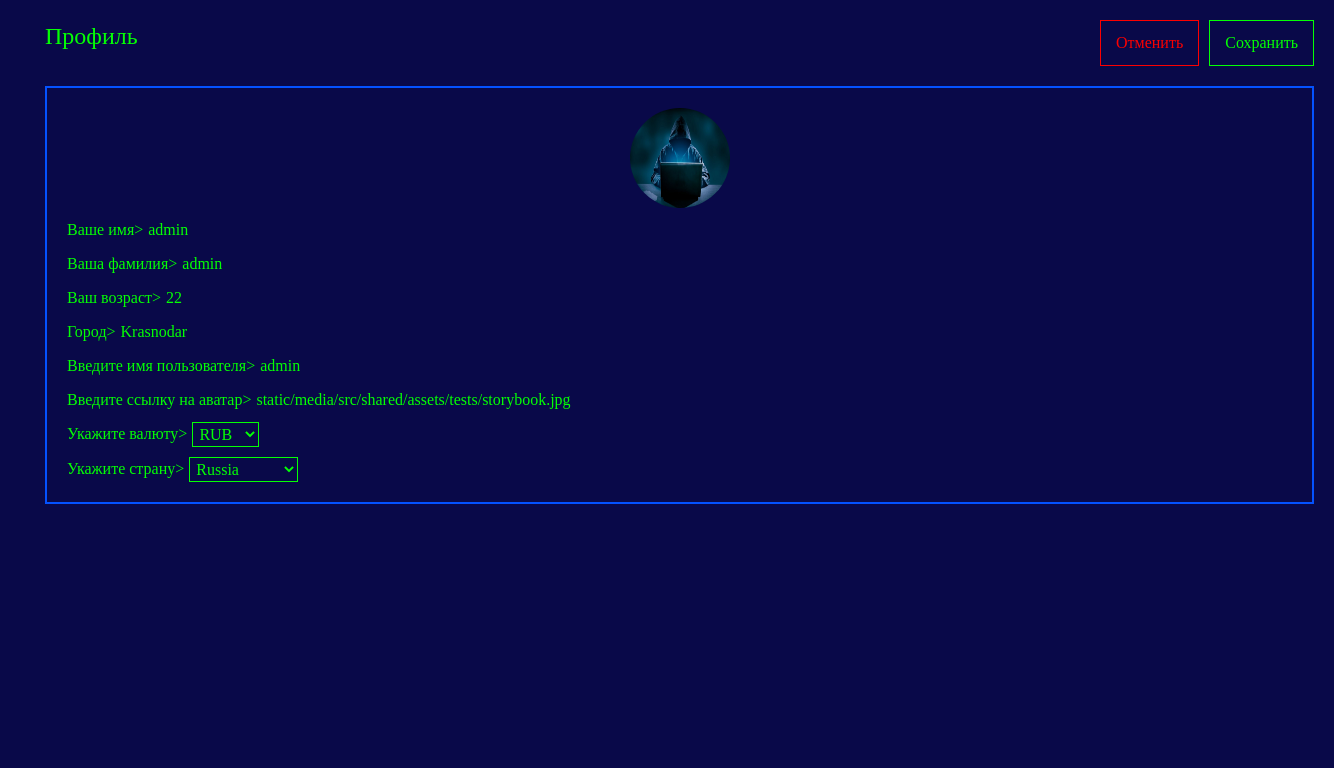 Профиль
Отменить
Сохранить
Ваше имя> admin
Ваша фамилия> admin
Ваш возраст> 22
Город> Krasnodar
Введите имя пользователя> admin
Введите ссылку на аватар> static/media/src/shared/assets/tests/storybook.jpg
Укажите валюту> RUB
Укажите страну> Russia